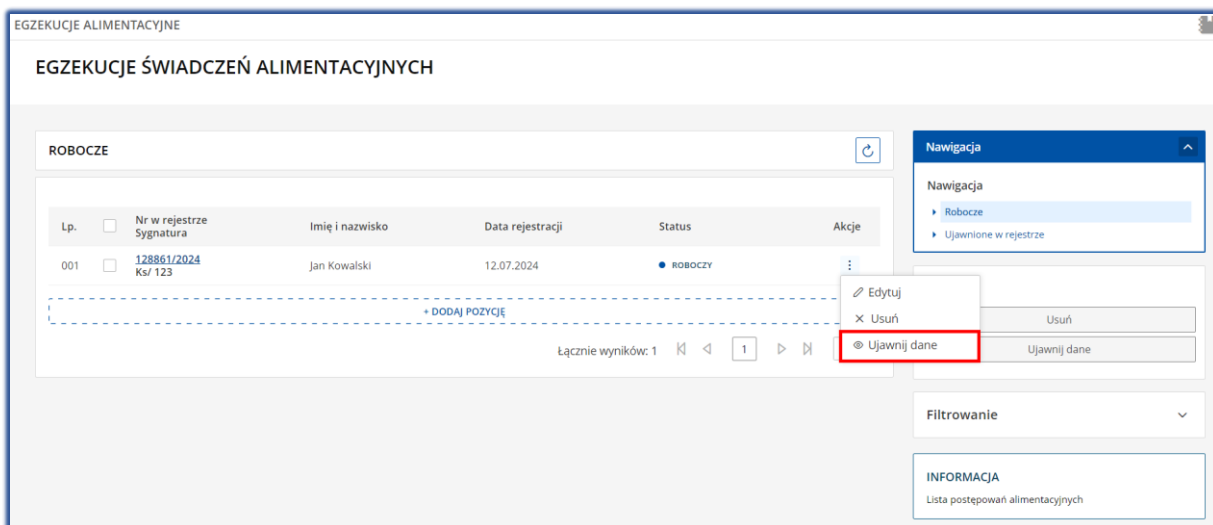 EGZEKUCJE ALIMENTACYJNE
EGZEKUCJE ŚWIADCZEŃ ALIMENTACYJNYCH
ROBOCZE
Lp.
Nr w rejestrze
Sygnatura
Imię i nazwisko
Data rejestracji
Status
Akcje
001
128861/2024
Ks/ 123
Jan Kowalski
12.07.2024
ROBOCZY
+ DODAJ POZYCJĘ
Łącznie wyników: 1
1
Edytuj
Usuń
Ujawnij dane
Nawigacja
Nawigacja
Robocze
Ujawnione w rejestrze
Usuń
Ujawnij dane
Filtrowanie
INFORMACJA
Lista postępowań alimentacyjnych